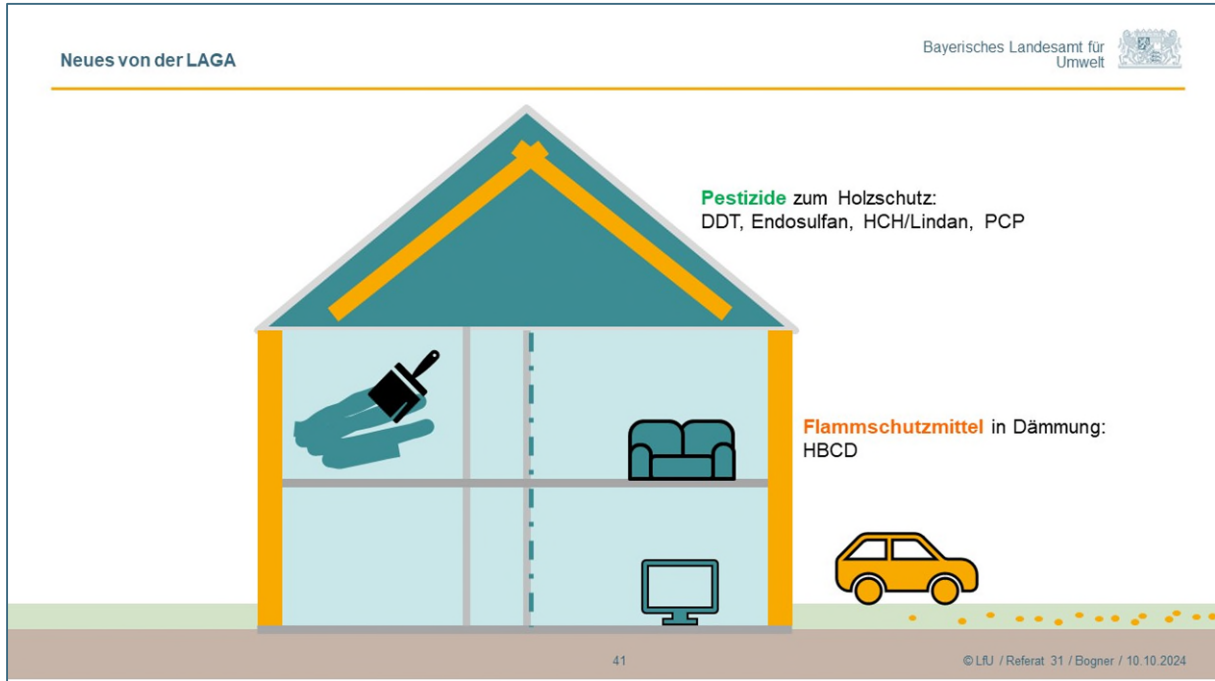 Neues von der LAGA
Bayerisches Landesamt für
Umwelt
Pestizide zum Holzschutz:
DDT, Endosulfan, HCH/Lindan, PCP
Flammschutzmittel in Dämmung:
HBCD
41
© LfU / Referat 31 / Bogner / 10.10.2024